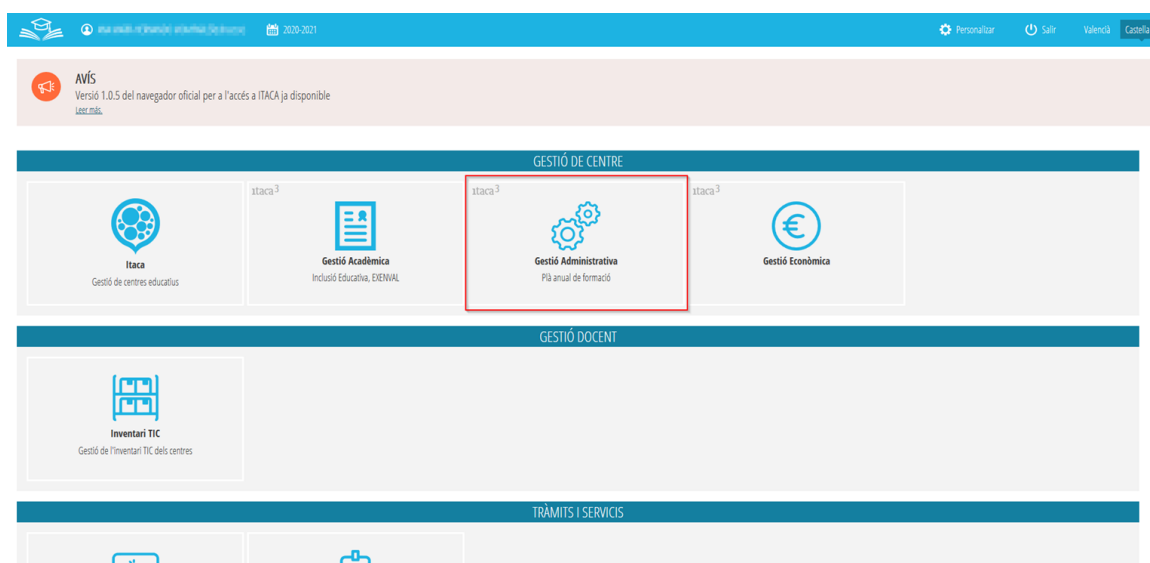 2020-2021
Personalizar
Salir
Valencià
Castella
AVÍS
Versió 1.0.5 del navegador oficial per a l'accés a ITACA ja disponible
Leer más.
GESTIÓ DE CENTRE
Itaca
Gestió de centres educatius
itaca3
Gestió Acadèmica
Inclusió Educativa, EXENVAL
itaca3
Gestió Administrativa
Plà anual de formació
itaca3
Gestió Econòmica
GESTIÓ DOCENT
Inventari TIC
Gestió de l'inventari TIC dels centres
TRÀMITS I SERVICIS